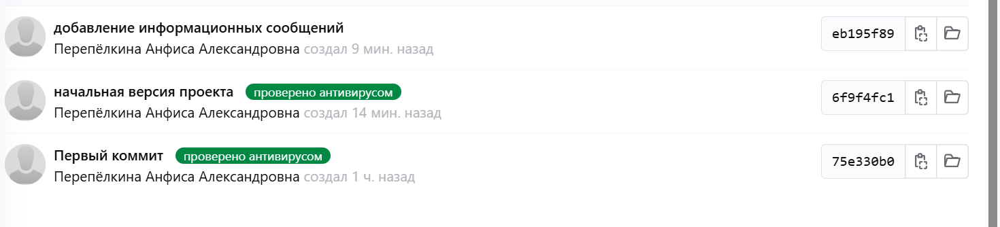 добавление информационных сообщений
Перепёлкина Анфиса Александровна создал 9 мин. назад
eb195f89
начальная версия проекта проверено антивирусом
Перепёлкина Анфиса Александровна создал 14 мин. назад
6f9f4fc1
Первый коммит проверено антивирусом
Перепёлкина Анфиса Александровна создал 1 ч. назад
75e330b0